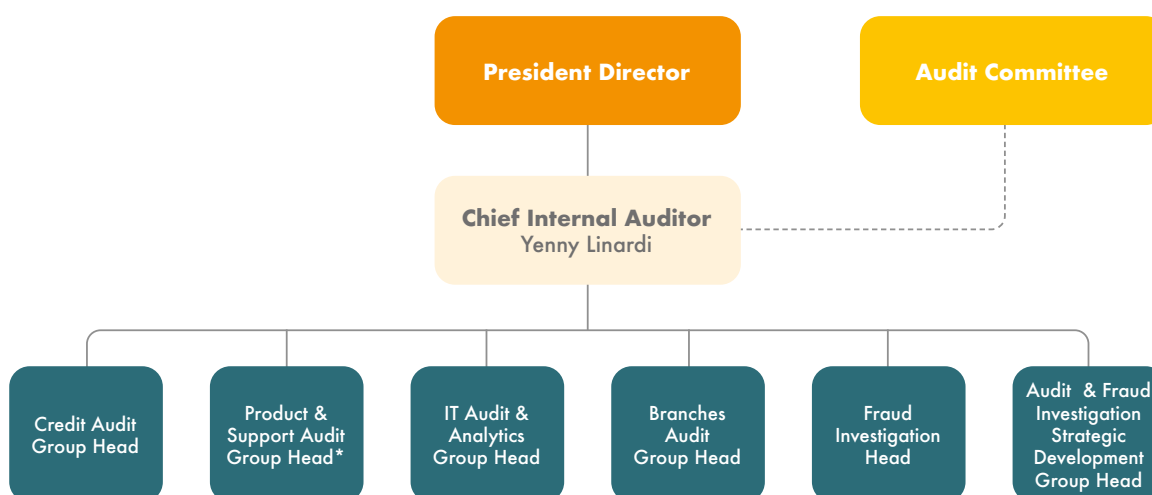 President Director
Audit Committee
Chief Internal Auditor
Yenny Linardi
Credit Audit
Group Head
Product &
Support Audit
Group Head*
IT Audit &
Analytics
Group Head
Branches
Audit
Group Head
Fraud
Investigation
Head
Audit & Fraud
Investigation
Strategic
Development
Group Head